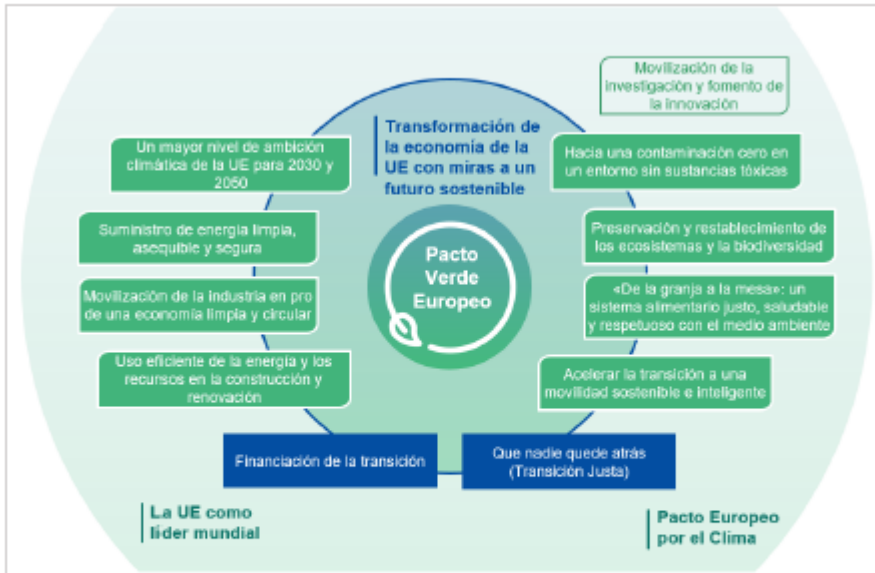 Movilización de la
investigación y fomento de
la innovación
Transformación de
la economía de la
UE con miras a un
futuro sostenible
Un mayor nivel de ambición
climática de la UE para 2030 y
2050
Hacia una contaminación cero en
un entorno sin sustancias tóxicas
Suministro de energía limpia,
asequible y segura
Preservación y restablecimiento de
los ecosistemas y la biodiversidad
Pacto
Verde
Europeo
Movilización de la industria en pro
de una economía limpia y circular
«De la granja a la mesa»: un
sistema alimentario justo, saludable
y respetuoso con el medio ambiente
Uso eficiente de la energía y los
recursos en la construcción y
renovación
Acelerar la transición a una
movilidad sostenible e inteligente
Financiación de la transición
Que nadie quede atrás
(Transición Justa)
La UE como
líder mundial
Pacto Europeo
por el Clima